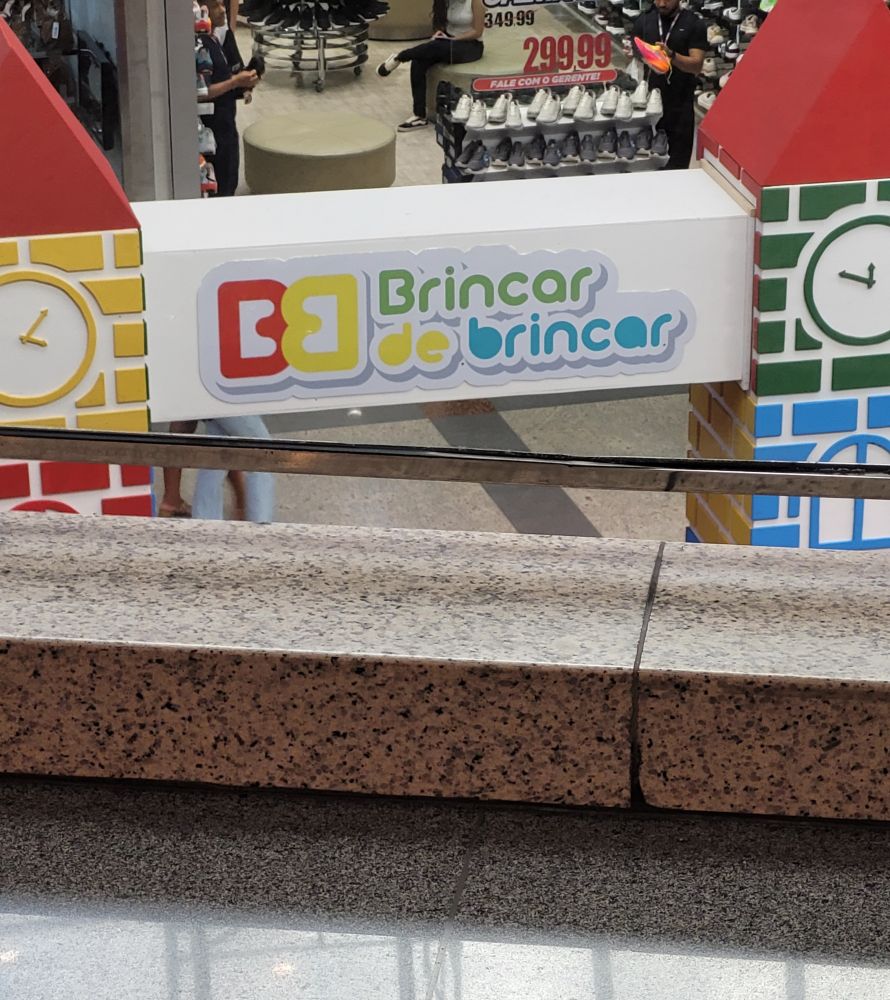 349.99
299.99
FALE COM O GERENTE!
BB
Brincar
de brincar